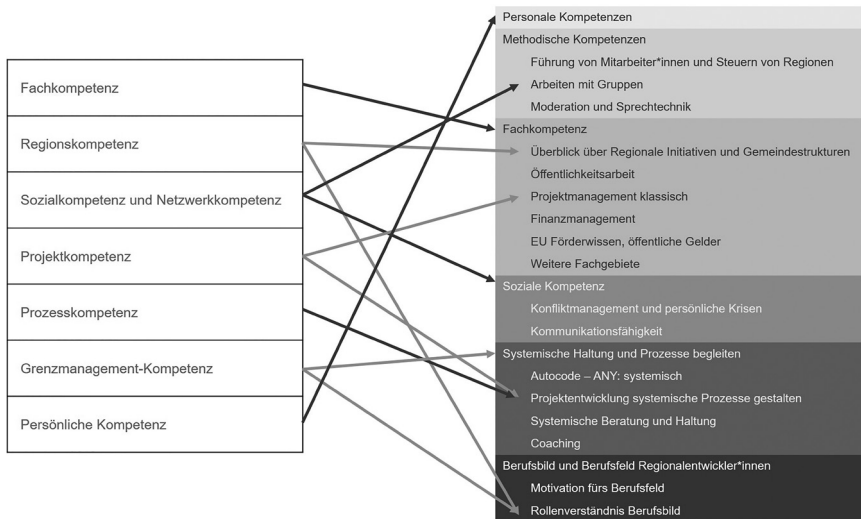 Fachkompetenz
Regionskompetenz
Sozialkompetenz und Netzwerkkompetenz
Projektkompetenz
Prozesskompetenz
Grenzmanagement-Kompetenz
Persönliche Kompetenz
Personale Kompetenzen
Methodische Kompetenzen
Führung von Mitarbeiter*innen und Steuern von Regionen
Arbeiten mit Gruppen
Moderation und Sprechtechnik
Fachkompetenz
Überblick über Regionale Initiativen und Gemeindestrukturen
Öffentlichkeitsarbeit
Projektmanagement klassisch
Finanzmanagement
EU Förderwissen, öffentliche Gelder
Weitere Fachgebiete
Soziale Kompetenz
Konfliktmanagement und persönliche Krisen
Kommunikationsfähigkeit
Systemische Haltung und Prozesse begleiten
Autocode – ANY: systemisch
Projektentwicklung systemische Prozesse gestalten
Systemische Beratung und Haltung
Coaching
Berufsbild und Berufsfeld Regionalentwickler*innen
Motivation fürs Berufsfeld
Rollenverständnis Berufsbild